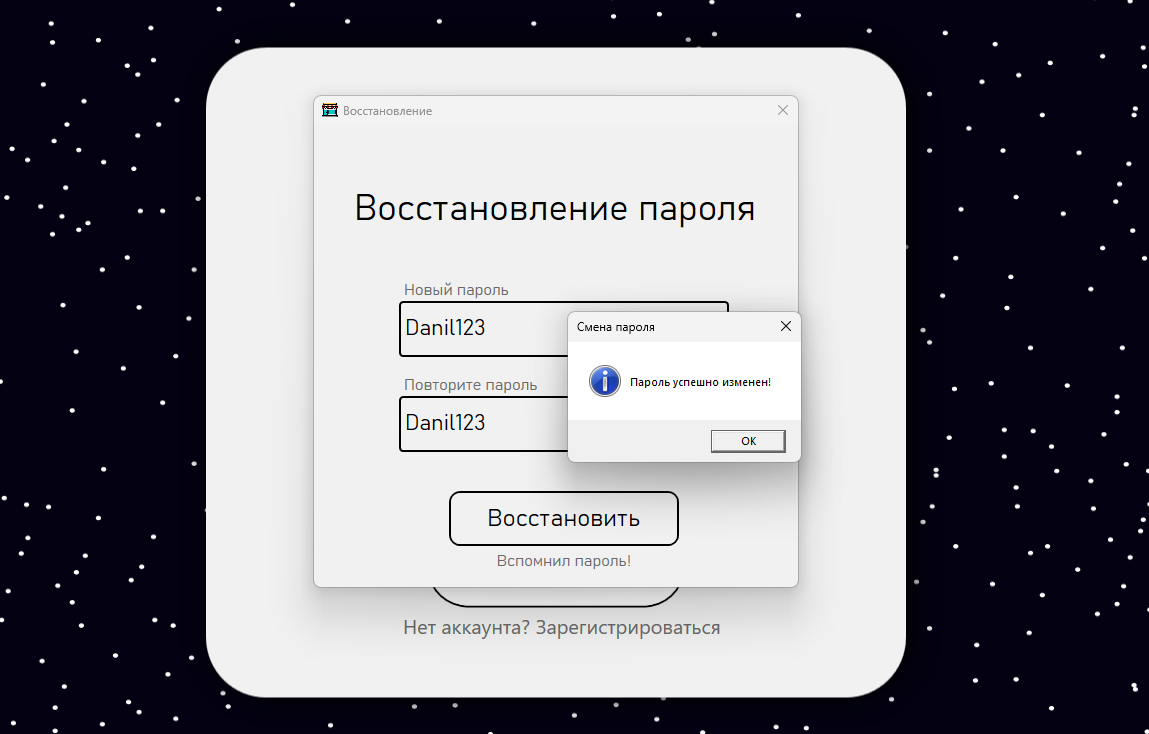 Восстановление
Восстановление пароля
Новый пароль
Danil123
Смена пароля
Пароль успешно изменен!
OK
Повторите пароль
Danil123
Восстановить
Вспомнил пароль!
Нет аккаунта? Зарегистрироваться